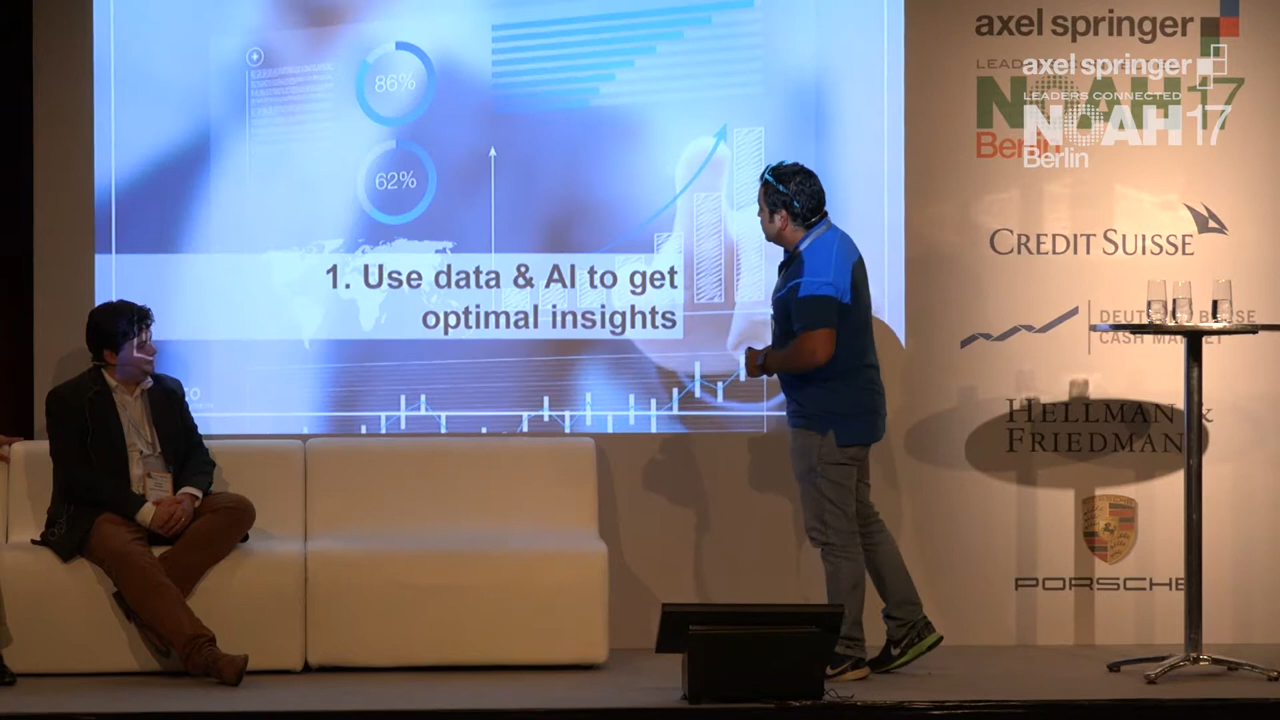 86%
62%
1. Use data & AI to get
optimal insights
axel springer
NOAH17
Berlin
axel springer
LEADERS CONNECTED
NOAH17
Berlin
CREDIT SUISSE
CASH MARKET
HELLMAN &
FRIEDMAN
PORSCHE